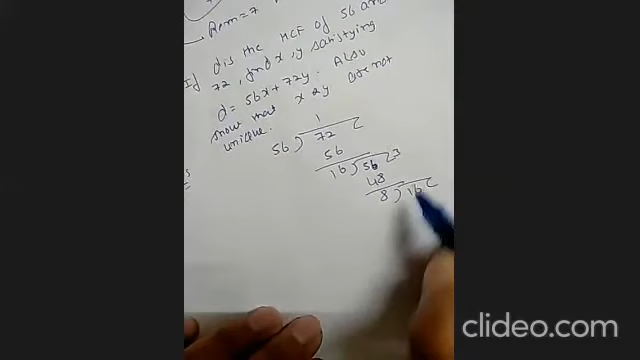 Rem = 7
If d is the HCF of 56 and
72, find x, y satisfying
d = 56x + 72y. Also
show that x & y are not
unique.
1
56 ) 72 (
56
16 ) 56 ( 3
48
8 ) 16 (
clideo.com